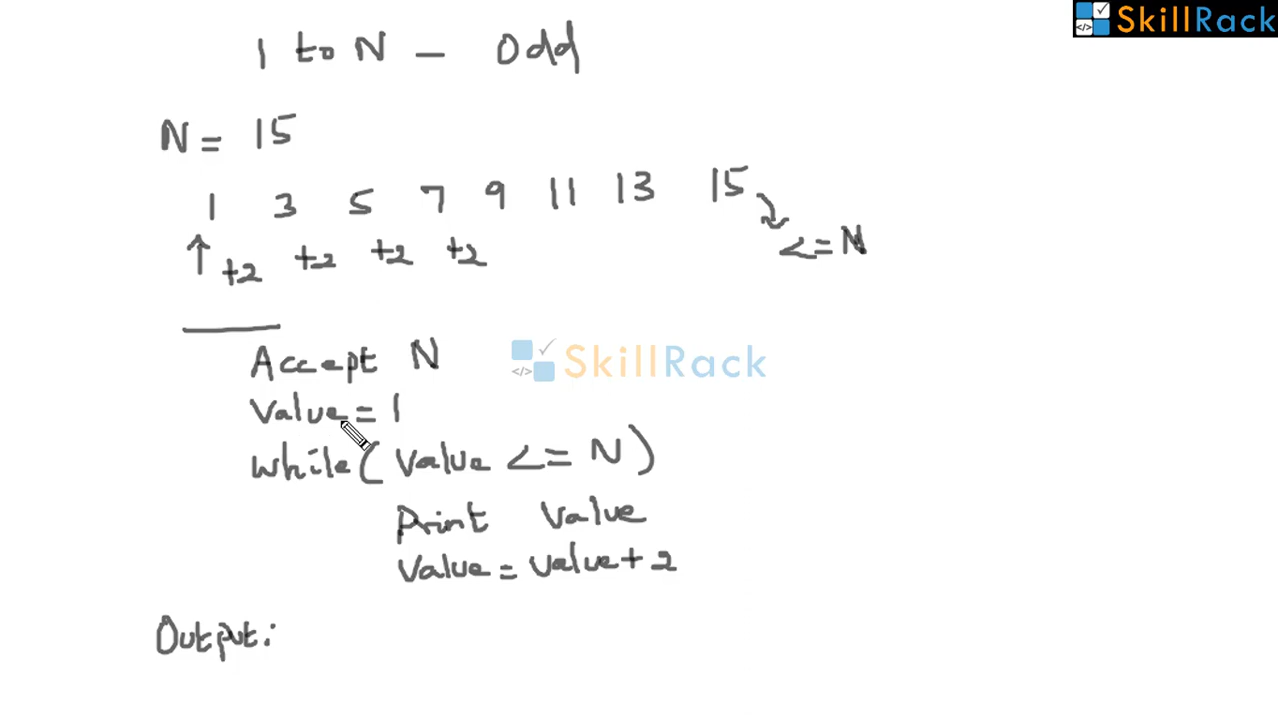 SkillRack
1 to N - Odd
N = 15
1 3 5 7 9 11 13 15
<=N
+2 +2 +2 +2
Accept N
SkillRack
Value = 1
while( Value <= N)
Print Value
Value = Value + 2
Output: